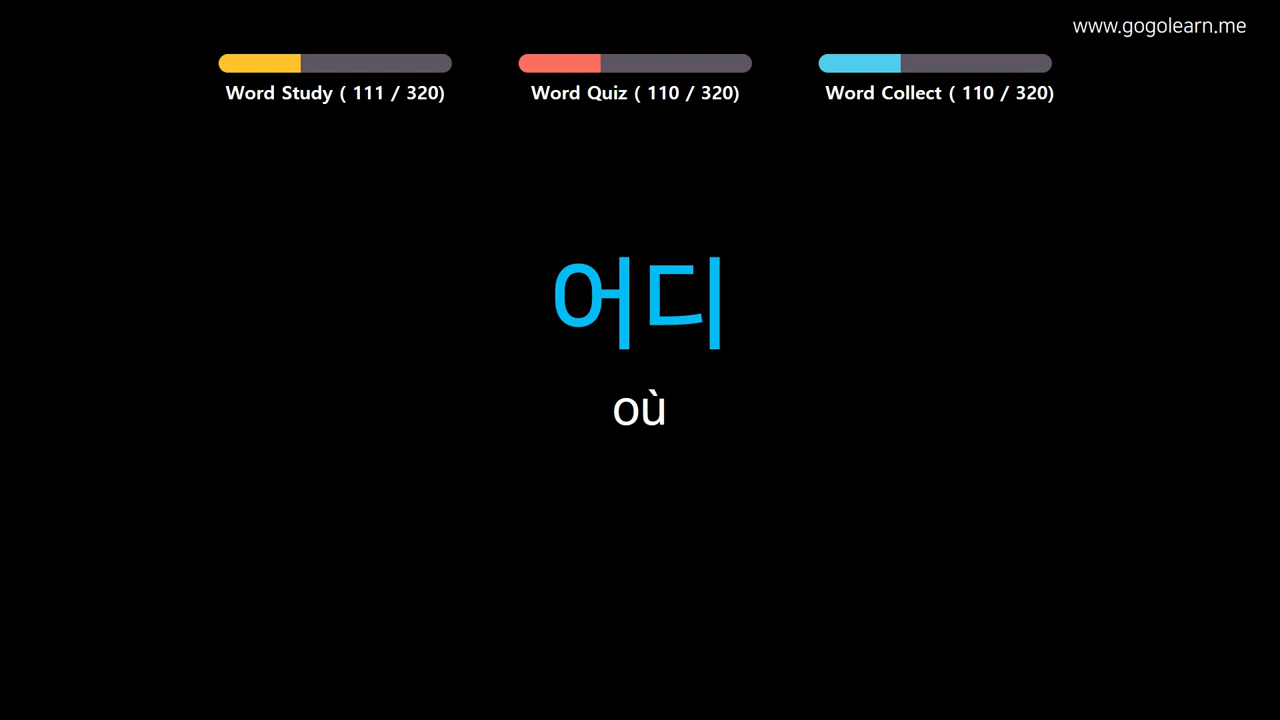 www.gogolearn.me
Word Study ( 111 / 320)
Word Quiz ( 110 / 320)
Word Collect ( 110 / 320)
어디
où